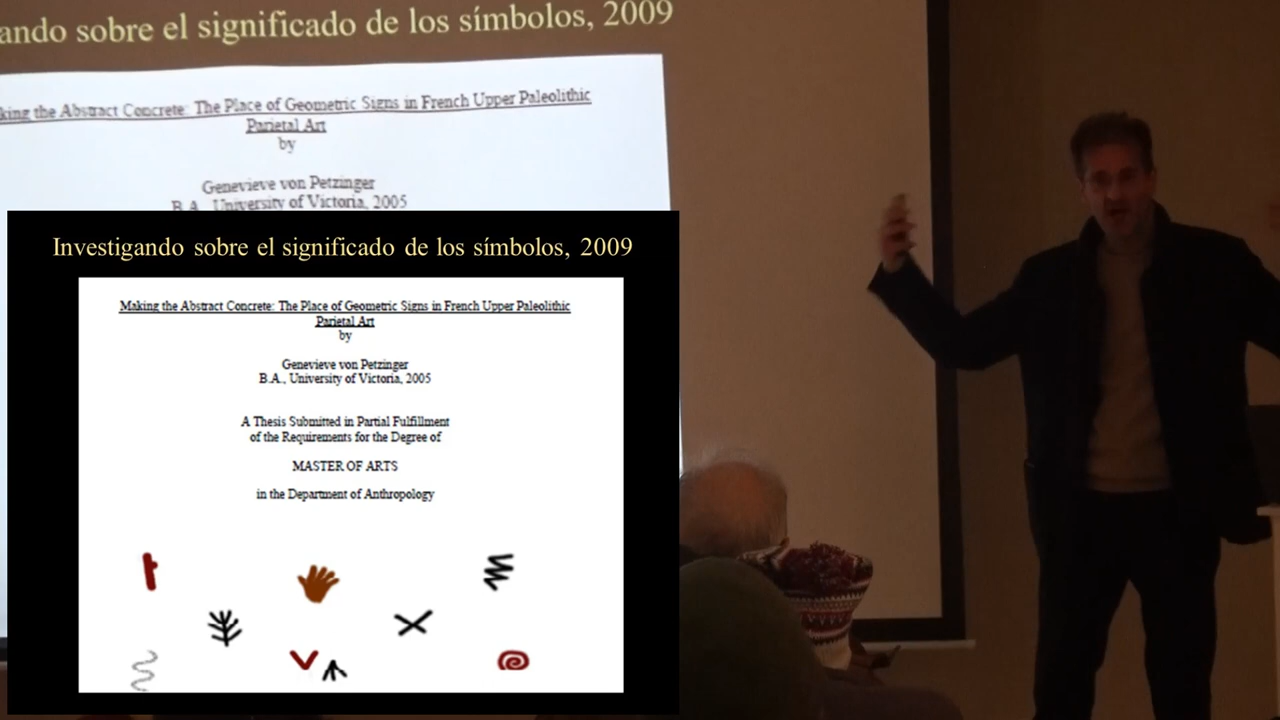 ando sobre el significado de los símbolos, 2009
king the Abstract Concrete: The Place of Geometric Signs in French Upper Paleolithic
Parietal Art
by
Genevieve von Petzinger
B.A., University of Victoria, 2005
Investigando sobre el significado de los símbolos, 2009
Making the Abstract Concrete: The Place of Geometric Signs in French Upper Paleolithic
Parietal Art
by
Genevieve von Petzinger
B.A., University of Victoria, 2005
A Thesis Submitted in Partial Fulfillment
of the Requirements for the Degree of
MASTER OF ARTS
in the Department of Anthropology